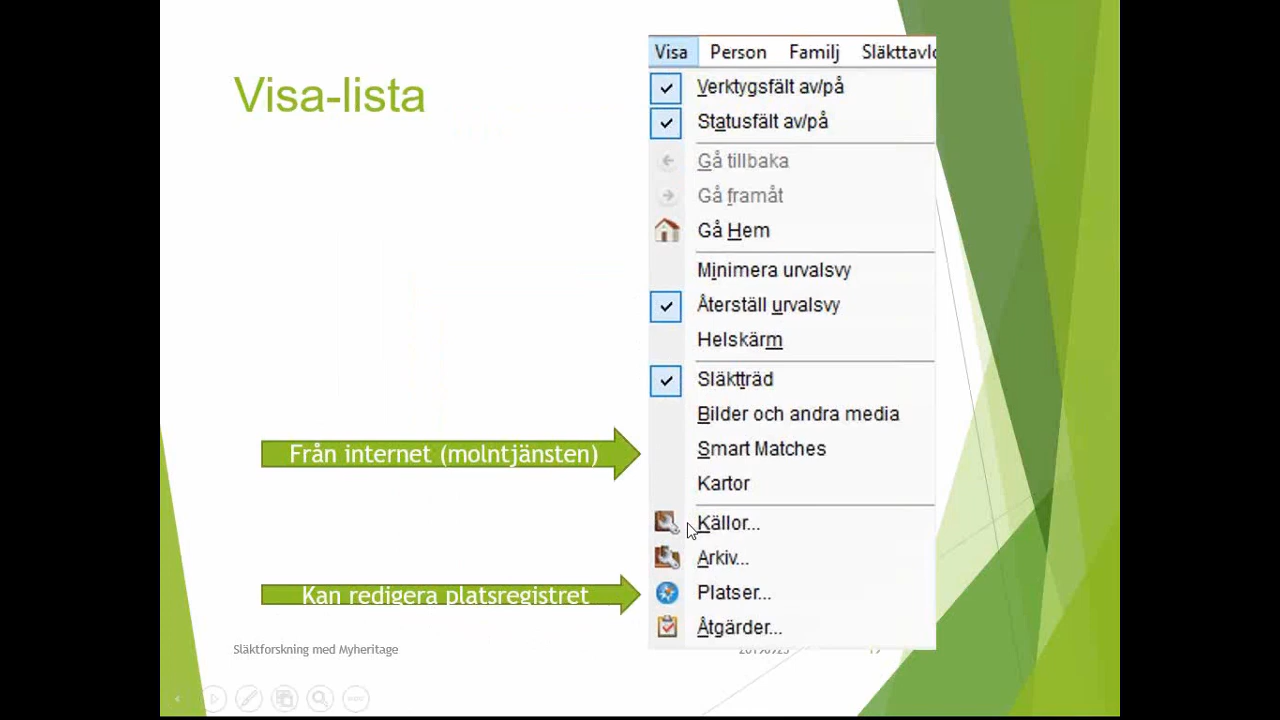 Visa-lista
Visa Person Familj
Verktygsfält av/på
Statusfält av/på
Gå tillbaka
Gå framåt
Gå Hem
Minimera urvalsvy
Återställ urvalsvy
Helskärm
Släktträd
Bilder och andra media
Från internet (molntjänsten)
Smart Matches
Kartor
Källor...
Arkiv...
Kan redigera platsregistret
Platser...
Åtgärder...
Släktforskning med Myheritage